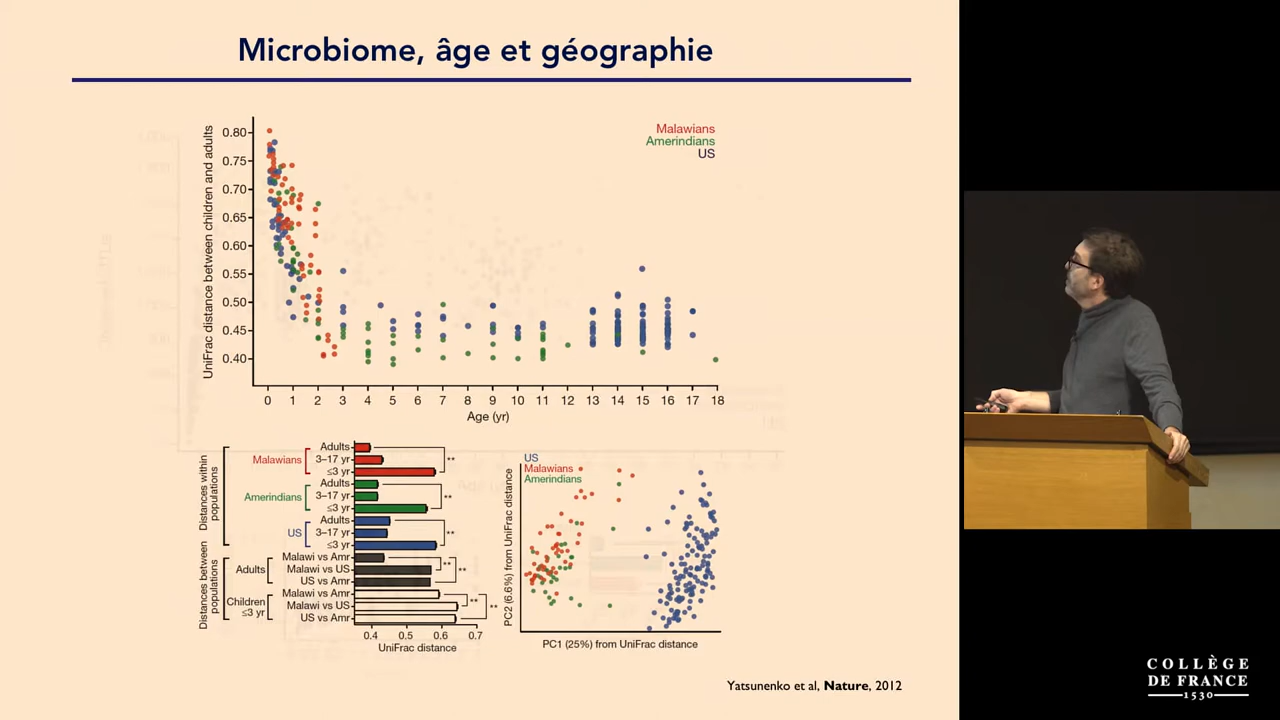 Microbiome, âge et géographie
UniFrac distance between children and adults
0.80
0.75
0.70
0.65
0.60
0.55
0.50
0.45
0.40
Malawians
Amerindians
US
0 1 2 3 4 5 6 7 8 9 10 11 12 13 14 15 16 17 18
Age (yr)
Distances within populations
Malawians
Adults
3–17 yr
≤3 yr
**
Amerindians
Adults
3–17 yr
≤3 yr
**
US
Adults
3–17 yr
≤3 yr
**
Distances between populations
Adults
Malawi vs Amr
Malawi vs US
US vs Amr
**
**
Children ≤3 yr
Malawi vs Amr
Malawi vs US
US vs Amr
**
**
0.4 0.5 0.6 0.7
UniFrac distance
US
Malawians
Amerindians
PC2 (6.6%) from UniFrac distance
PC1 (25%) from UniFrac distance
Yatsunenko et al, Nature, 2012
COLLÈGE
DE FRANCE
1530